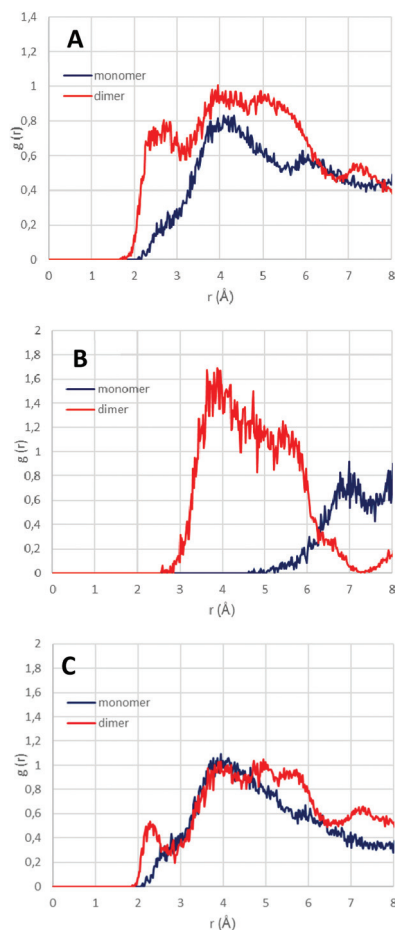 A
1,4
1,2
1
0,8
0,6
0,4
0,2
0
g (r)
monomer
dimer
0 1 2 3 4 5 6 7 8
r (Å)
B
2
1,8
1,6
1,4
1,2
1
0,8
0,6
0,4
0,2
0
g (r)
monomer
dimer
0 1 2 3 4 5 6 7 8
r (Å)
C
2
1,8
1,6
1,4
1,2
1
0,8
0,6
0,4
0,2
0
g (r)
monomer
dimer
0 1 2 3 4 5 6 7 8
r (Å)